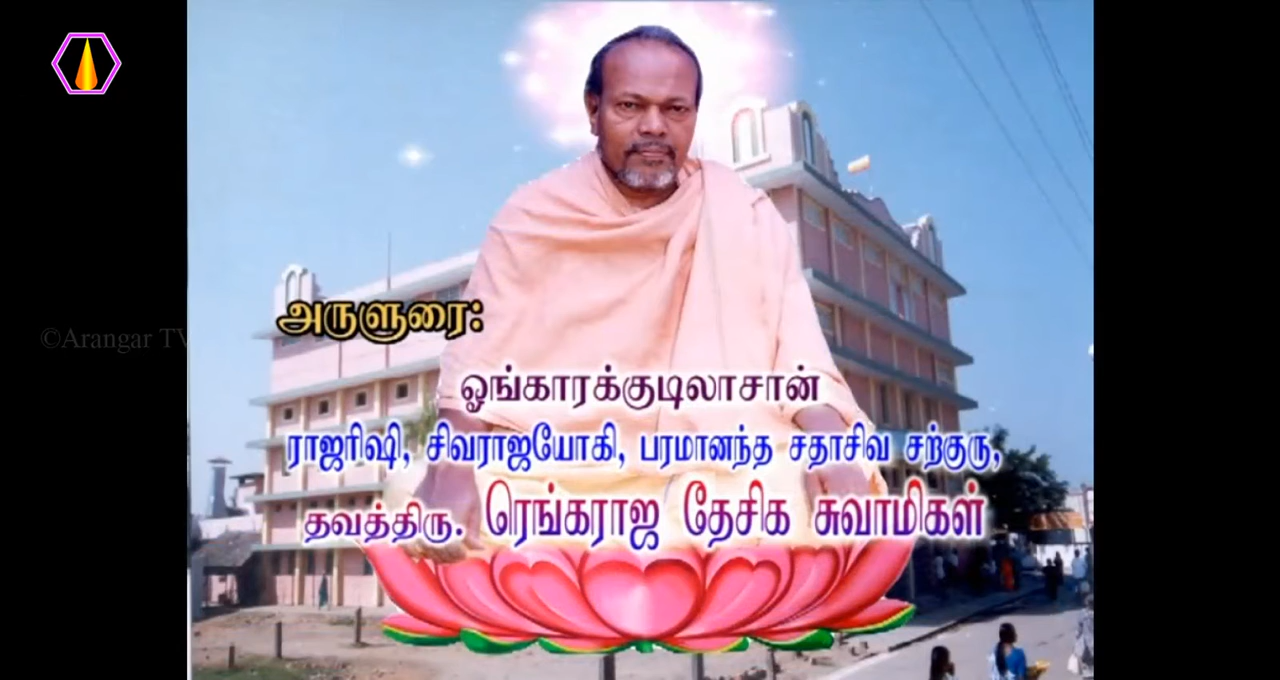 அருளுரை:
©Arangar TV
ஓங்காரக்குடிலாசான்
ராஜரிஷி, சிவராஜயோகி, பரமானந்த சதாசிவ சற்குரு,
தவத்திரு. ரெங்கராஜ தேசிக சுவாமிகள்